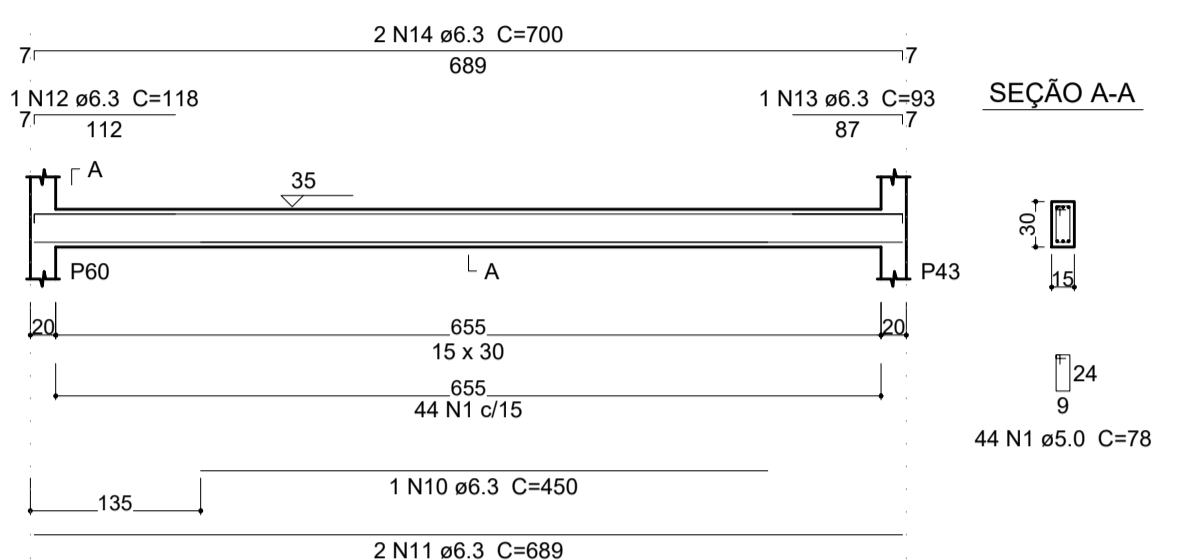 2 N14 ø6.3 C=700
7 7
689
1 N12 ø6.3 C=118 1 N13 ø6.3 C=93
7 7
112 87
SEÇÃO A-A
A
35
P60 A P43
30
15
20 655 20
15 x 30
655
44 N1 c/15
24
9
44 N1 ø5.0 C=78
1 N10 ø6.3 C=450
135
2 N11 ø6.3 C=689